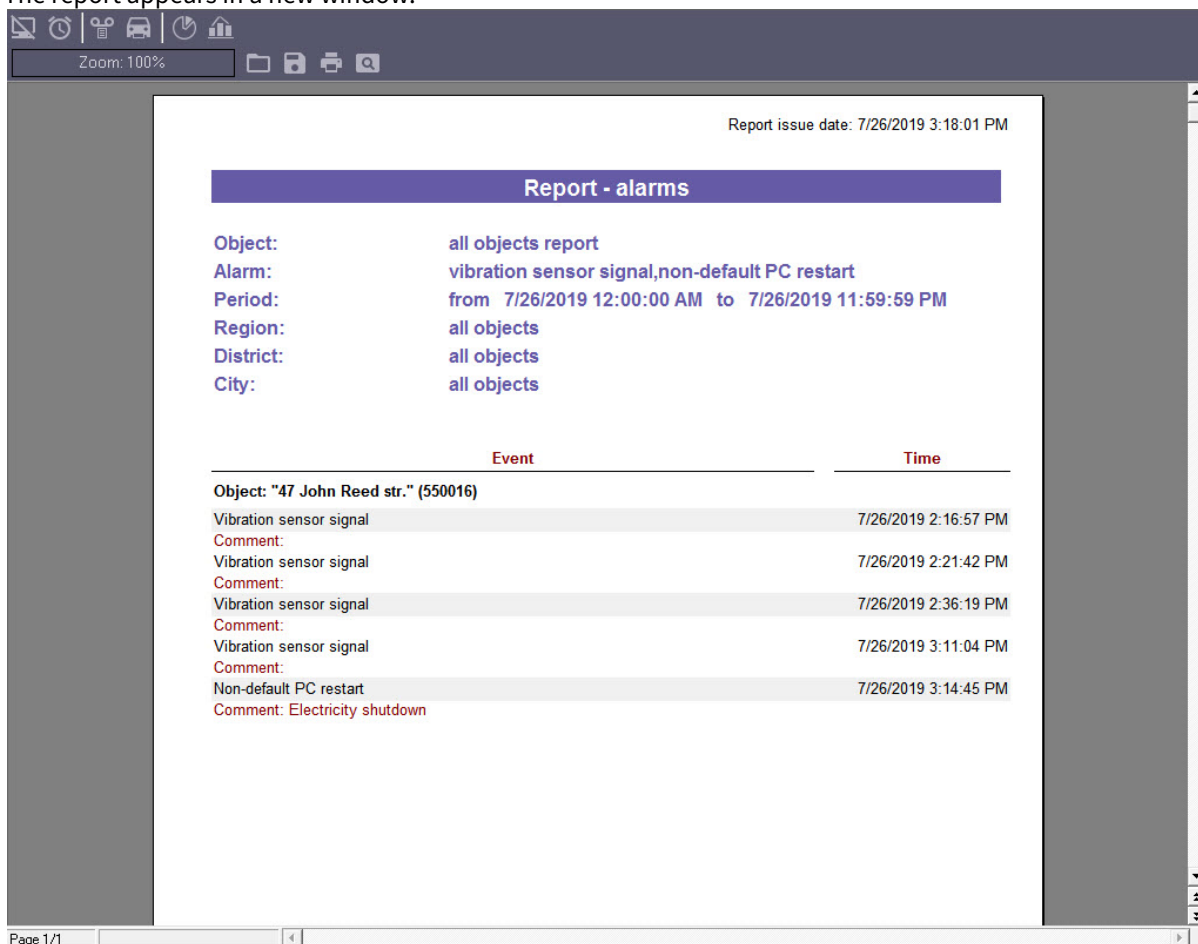 The report appears in a new window.
Zoom: 100%
Report issue date: 7/26/2019 3:18:01 PM
Report - alarms
Object: all objects report
Alarm: vibration sensor signal,non-default PC restart
Period: from 7/26/2019 12:00:00 AM to 7/26/2019 11:59:59 PM
Region: all objects
District: all objects
City: all objects
Event Time
Object: "47 John Reed str." (550016)
Vibration sensor signal 7/26/2019 2:16:57 PM
Comment:
Vibration sensor signal 7/26/2019 2:21:42 PM
Comment:
Vibration sensor signal 7/26/2019 2:36:19 PM
Comment:
Vibration sensor signal 7/26/2019 3:11:04 PM
Comment:
Non-default PC restart 7/26/2019 3:14:45 PM
Comment: Electricity shutdown
Page 1/1